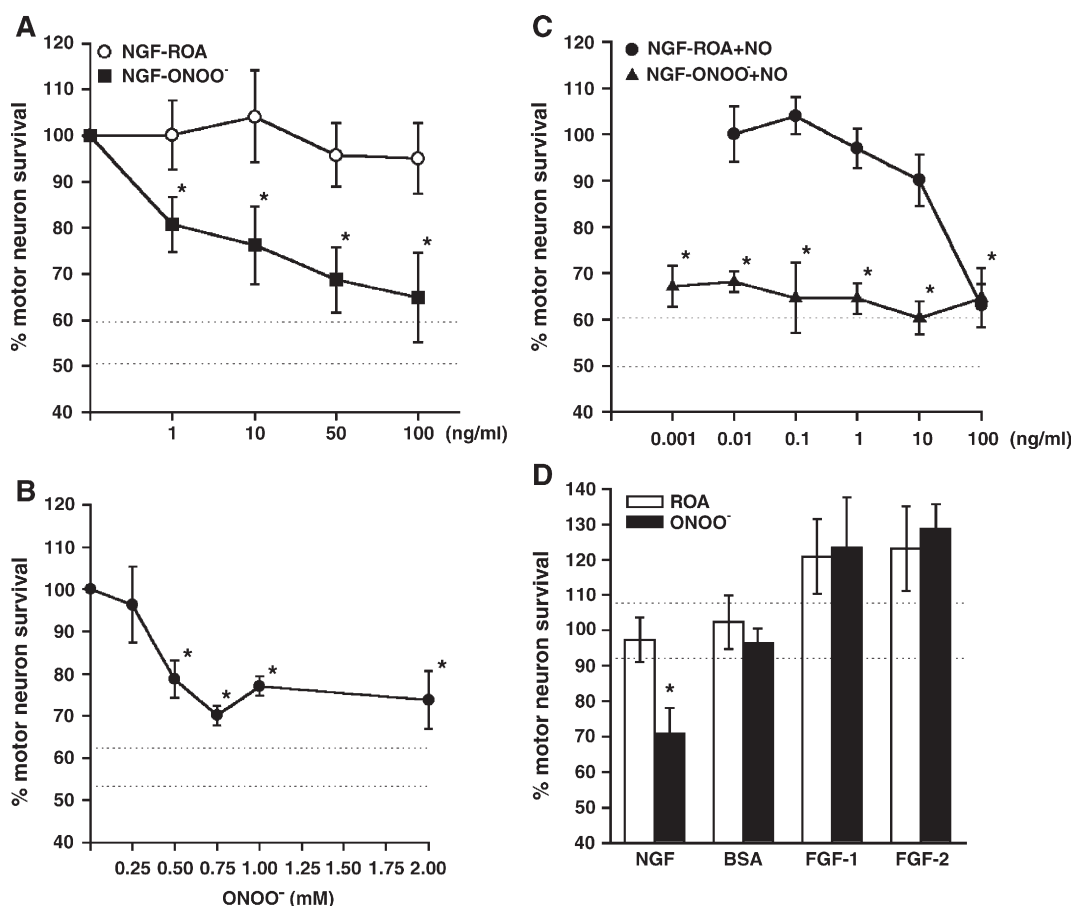 A
120
110
100
90
80
70
60
50
40
% motor neuron survival
NGF-ROA
NGF-ONOO⁻
*
*
*
*
1 10 50 100 (ng/ml)
C
120
110
100
90
80
70
60
50
40
% motor neuron survival
NGF-ROA+NO
NGF-ONOO⁻+NO
*
*
*
*
*
*
0.001 0.01 0.1 1 10 100 (ng/ml)
B
120
110
100
90
80
70
60
50
40
% motor neuron survival
*
*
*
*
0.25 0.50 0.75 1.00 1.25 1.50 1.75 2.00
ONOO⁻ (mM)
D
140
130
120
110
100
90
80
70
60
50
40
% motor neuron survival
ROA
ONOO⁻
*
NGF BSA FGF-1 FGF-2